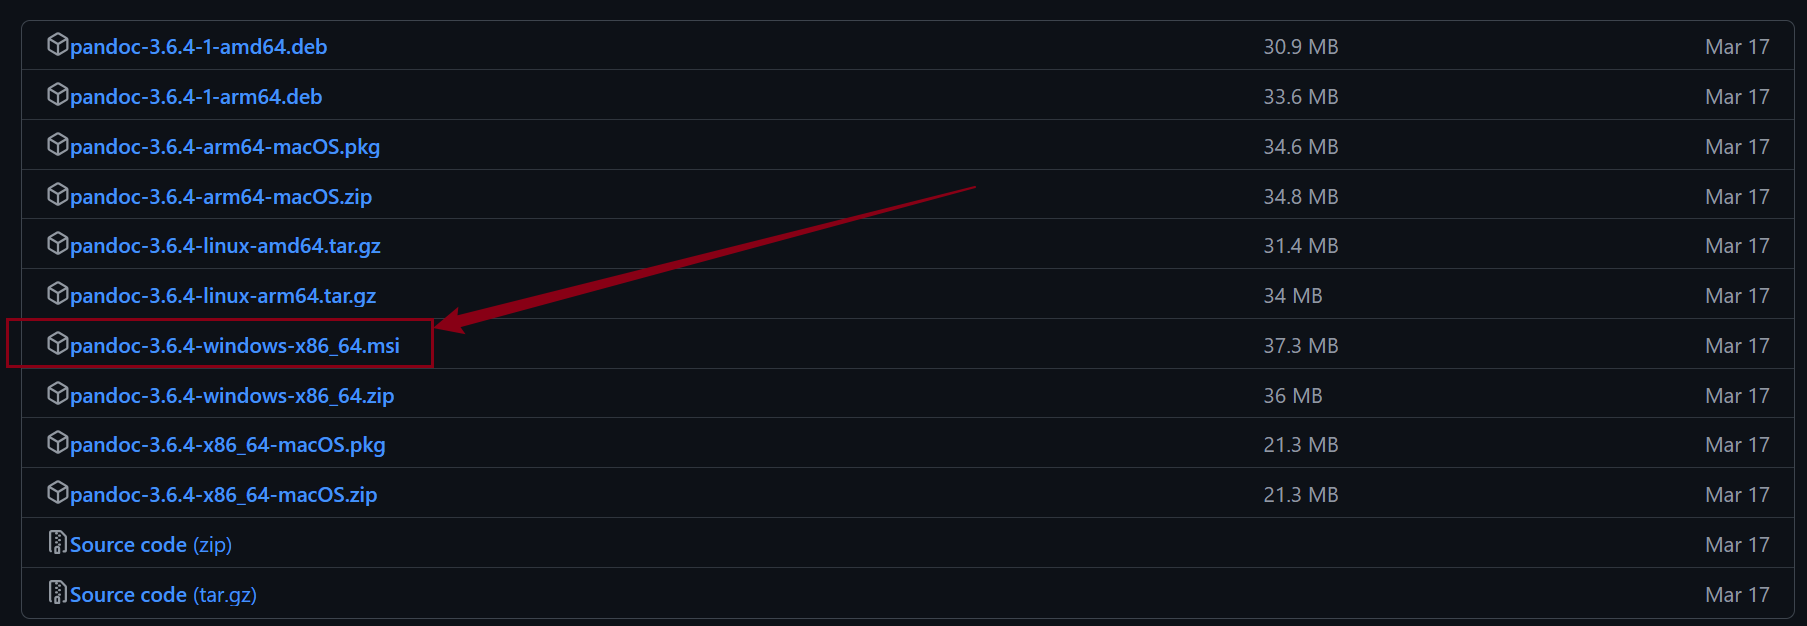 pandoc-3.6.4-1-amd64.deb 30.9 MB Mar 17
pandoc-3.6.4-1-arm64.deb 33.6 MB Mar 17
pandoc-3.6.4-arm64-macOS.pkg 34.6 MB Mar 17
pandoc-3.6.4-arm64-macOS.zip 34.8 MB Mar 17
pandoc-3.6.4-linux-amd64.tar.gz 31.4 MB Mar 17
pandoc-3.6.4-linux-arm64.tar.gz 34 MB Mar 17
pandoc-3.6.4-windows-x86_64.msi 37.3 MB Mar 17
pandoc-3.6.4-windows-x86_64.zip 36 MB Mar 17
pandoc-3.6.4-x86_64-macOS.pkg 21.3 MB Mar 17
pandoc-3.6.4-x86_64-macOS.zip 21.3 MB Mar 17
Source code (zip) Mar 17
Source code (tar.gz) Mar 17